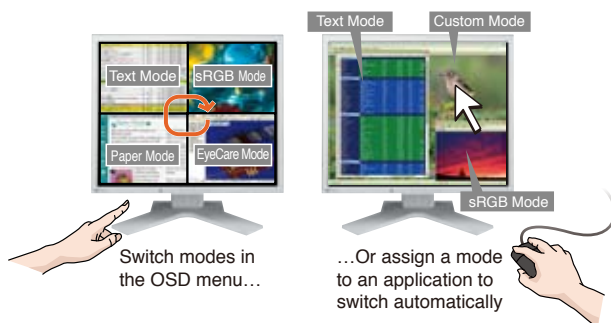 Text Mode
sRGB Mode
Paper Mode
EyeCare Mode
Switch modes in
the OSD menu…
Text Mode
Custom Mode
sRGB Mode
…Or assign a mode
to an application to
switch automatically